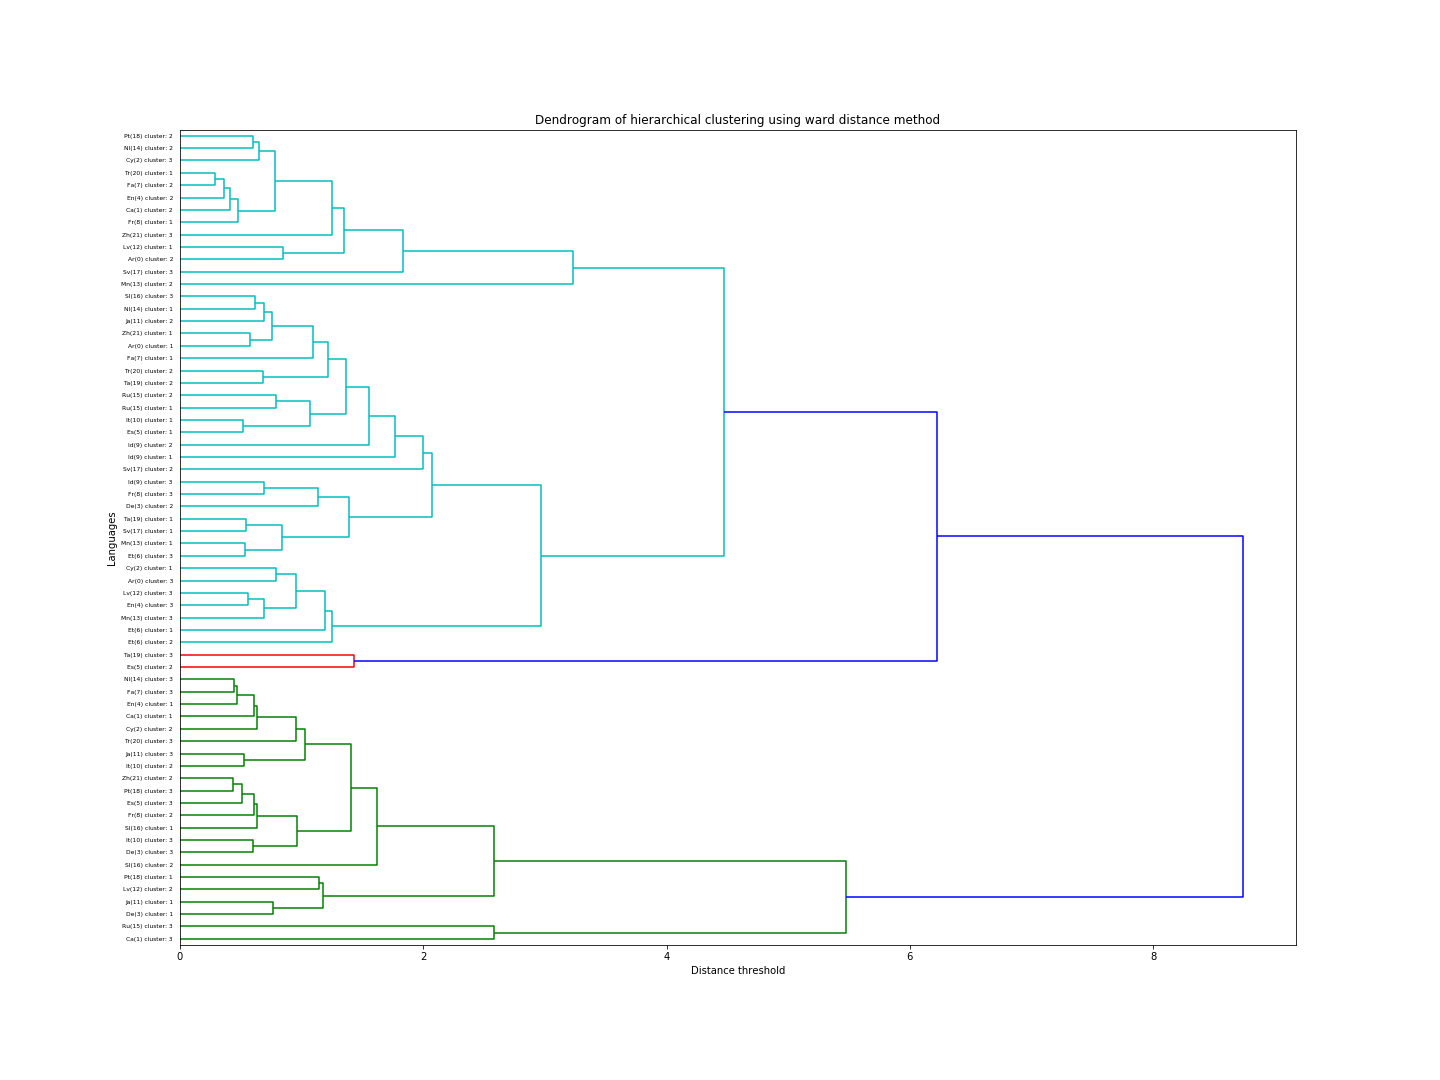 Dendrogram of hierarchical clustering using ward distance method
Pt(18) cluster: 2
Nl(14) cluster: 2
Cy(2) cluster: 3
Tr(20) cluster: 1
Fa(7) cluster: 2
En(4) cluster: 2
Ca(1) cluster: 2
Fr(8) cluster: 1
Zh(21) cluster: 3
Lv(12) cluster: 1
Ar(0) cluster: 2
Sv(17) cluster: 3
Mn(13) cluster: 2
Sl(16) cluster: 3
Nl(14) cluster: 1
Ja(11) cluster: 2
Zh(21) cluster: 1
Ar(0) cluster: 1
Fa(7) cluster: 1
Tr(20) cluster: 2
Ta(19) cluster: 2
Ru(15) cluster: 2
Ru(15) cluster: 1
It(10) cluster: 1
Es(5) cluster: 1
Id(9) cluster: 2
Id(9) cluster: 1
Sv(17) cluster: 2
Id(9) cluster: 3
Fr(8) cluster: 3
De(3) cluster: 2
Ta(19) cluster: 1
Sv(17) cluster: 1
Mn(13) cluster: 1
Et(6) cluster: 3
Cy(2) cluster: 1
Ar(0) cluster: 3
Lv(12) cluster: 3
En(4) cluster: 3
Mn(13) cluster: 3
Et(6) cluster: 1
Et(6) cluster: 2
Ta(19) cluster: 3
Es(5) cluster: 2
Nl(14) cluster: 3
Fa(7) cluster: 3
En(4) cluster: 1
Ca(1) cluster: 1
Cy(2) cluster: 2
Tr(20) cluster: 3
Ja(11) cluster: 3
It(10) cluster: 2
Zh(21) cluster: 2
Pt(18) cluster: 3
Es(5) cluster: 3
Fr(8) cluster: 2
Sl(16) cluster: 1
It(10) cluster: 3
De(3) cluster: 3
Sl(16) cluster: 2
Pt(18) cluster: 1
Lv(12) cluster: 2
Ja(11) cluster: 1
De(3) cluster: 1
Ru(15) cluster: 3
Ca(1) cluster: 3
Languages
0 2 4 6 8
Distance threshold